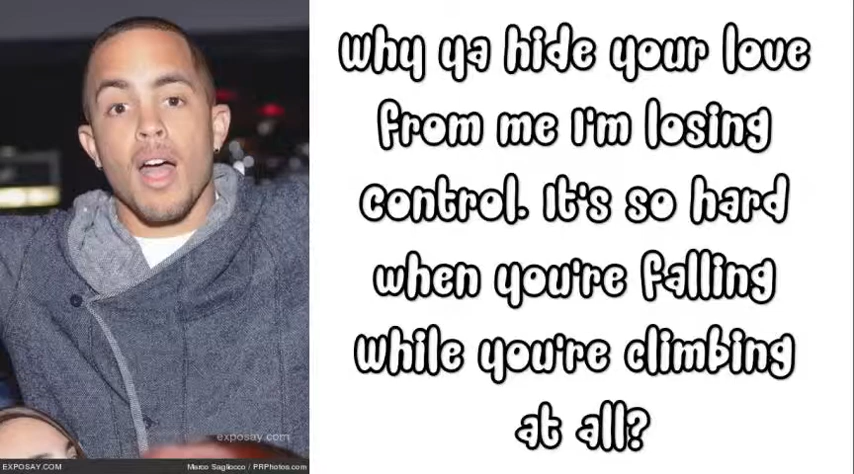 why ya hide your love
from me I'm losing
control. It's so hard
when you're falling
while you're climbing
at all?
exposay.com
EXPOSAY.COM
Marco Sagliocco / PRPhotos.com